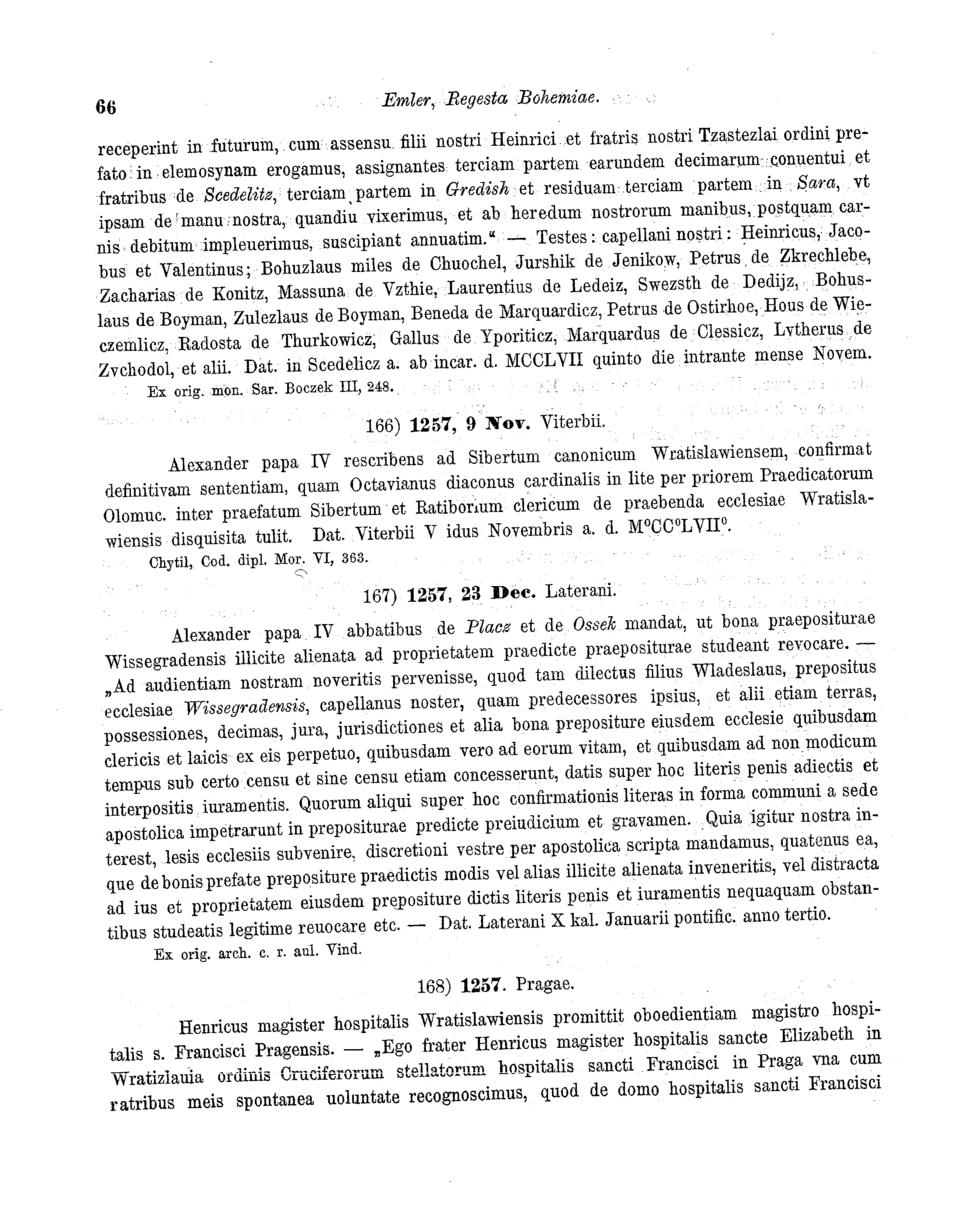 66
Emler, Regesta Bohemiae.
receperint in futurum, cum assensu filii nostri Heinrici et fratris nostri Tzastezlai ordini pre-
fato in elemosynam erogamus, assignantes terciam partem earundem decimarum conuentui et
fratribus de Scedelitz, terciam partem in Gredish et residuam terciam partem in Sara, vt
ipsam de manu nostra, quandiu vixerimus, et ab heredum nostrorum manibus, postquam car-
nis debitum impleuerimus, suscipiant annuatim.“ — Testes: capellani nostri: Heinricus, Jaco-
bus et Valentinus; Bohuzlaus miles de Chuochel, Jurshik de Jenikow, Petrus de Zkrechlebe,
Zacharias de Konitz, Massuna de Vzthie, Laurentius de Ledeiz, Swezsth de Dedijz, Bohus-
laus de Boyman, Zulezlaus de Boyman, Beneda de Marquardicz, Petrus de Ostirhoe, Hous de Wie-
czemlicz, Radosta de Thurkowicz, Gallus de Yporiticz, Marquardus de Clessicz, Lvtherus de
Zvchodol, et alii. Dat. in Scedelicz a. ab incar. d. MCCLVII quinto die intrante mense Novem.
Ex orig. mon. Sar. Boczek III, 248.
166) 1257, 9 Nov. Viterbii.
Alexander papa IV rescribens ad Sibertum canonicum Wratislawiensem, confirmat
definitivam sententiam, quam Octavianus diaconus cardinalis in lite per priorem Praedicatorum
Olomuc. inter praefatum Sibertum et Ratiborium clericum de praebenda ecclesiae Wratisla-
wiensis disquisita tulit. Dat. Viterbii V idus Novembris a. d. M⁰CC⁰LVII⁰.
Chytil, Cod. dipl. Mor. VI, 363.
167) 1257, 23 Dec. Laterani.
Alexander papa IV abbatibus de Placz et de Ossek mandat, ut bona praepositurae
Wissegradensis illicite alienata ad proprietatem praedicte praepositurae studeant revocare. —
„Ad audientiam nostram noveritis pervenisse, quod tam dilectus filius Wladeslaus, prepositus
ecclesiae Wissegradensis, capellanus noster, quam predecessores ipsius, et alii etiam terras,
possessiones, decimas, jura, jurisdictiones et alia bona prepositure eiusdem ecclesie quibusdam
clericis et laicis ex eis perpetuo, quibusdam vero ad eorum vitam, et quibusdam ad non modicum
tempus sub certo censu et sine censu etiam concesserunt, datis super hoc literis penis adiectis et
interpositis iuramentis. Quorum aliqui super hoc confirmationis literas in forma communi a sede
apostolica impetrarunt in prepositurae predicte preiudicium et gravamen. Quia igitur nostra in-
terest, lesis ecclesiis subvenire, discretioni vestre per apostolica scripta mandamus, quatenus ea,
que de bonis prefate prepositure praedictis modis vel alias illicite alienata inveneritis, vel distracta
ad ius et proprietatem eiusdem prepositure dictis literis penis et iuramentis nequaquam obstan-
tibus studeatis legitime reuocare etc. — Dat. Laterani X kal. Januarii pontific. anno tertio.
Ex orig. arch. c. r. aul. Vind.
168) 1257. Pragae.
Henricus magister hospitalis Wratislawiensis promittit oboedientiam magistro hospi-
talis s. Francisci Pragensis. — „Ego frater Henricus magister hospitalis sancte Elizabeth in
Wratizlauia ordinis Cruciferorum stellatorum hospitalis sancti Francisci in Praga vna cum
ratribus meis spontanea uoluntate recognoscimus, quod de domo hospitalis sancti Francisci